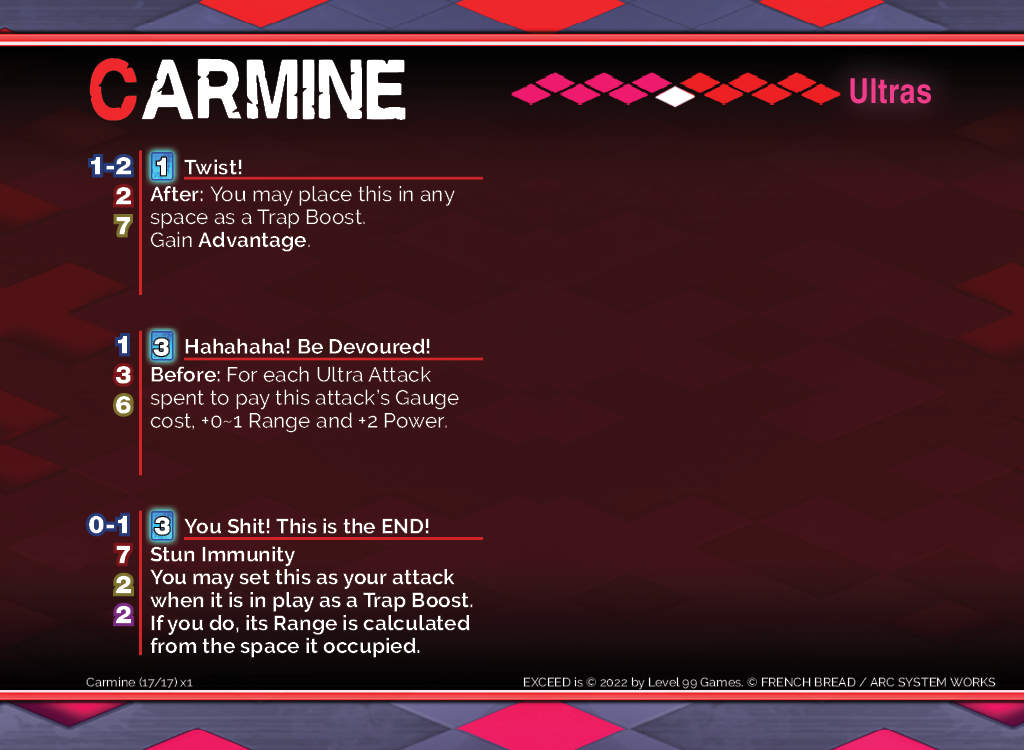 CARMINE
Ultras
1-2 1 Twist!
2 After: You may place this in any
7 space as a Trap Boost.
Gain Advantage.
1 3 Hahahaha! Be Devoured!
3 Before: For each Ultra Attack
6 spent to pay this attack's Gauge
cost, +0~1 Range and +2 Power.
0-1 3 You Shit! This is the END!
7 Stun Immunity
2 You may set this as your attack
2 when it is in play as a Trap Boost.
If you do, its Range is calculated
from the space it occupied.
Carmine (17/17) x1
EXCEED is © 2022 by Level 99 Games. © FRENCH BREAD / ARC SYSTEM WORKS